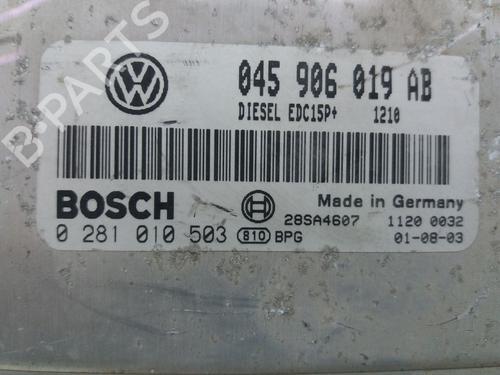 B-PARTS
045 906 019 AB
DIESEL EDC15P+ 1210
BOSCH
Made in Germany
28SA4607 1120 0032
0 281 010 503 810 BPG 01-08-03